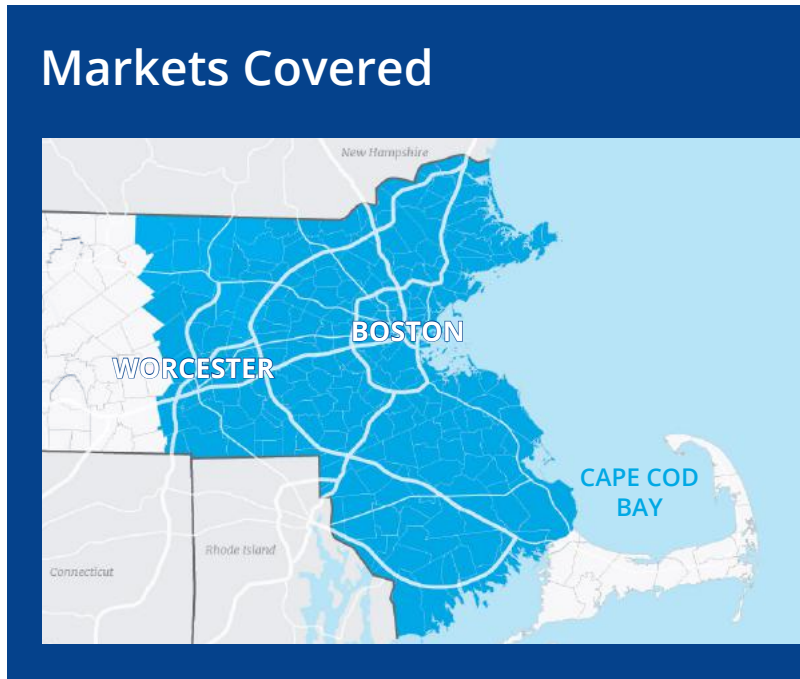 Markets Covered
New Hampshire
BOSTON
WORCESTER
CAPE COD
BAY
Rhode Island
Connecticut